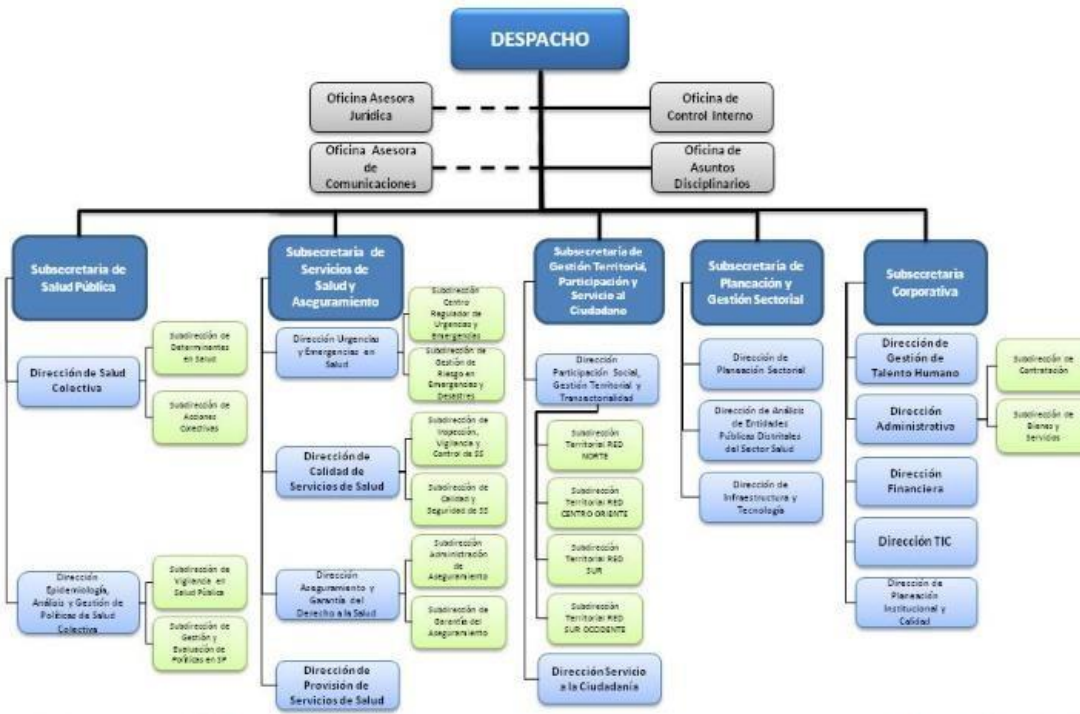 DESPACHO
Oficina Asesora
Jurídica
Oficina de
Control Interno
Oficina Asesora
de
Comunicaciones
Oficina de
Asuntos
Disciplinarios
Subsecretaria de
Salud Pública
Dirección de Salud
Colectiva
Subdirección de
Determinantes
en Salud
Subdirección de
Acciones
Colectivas
Dirección
Epidemiología,
Análisis y Gestión de
Políticas de Salud
Colectiva
Subdirección de
Vigilancia en
Salud Pública
Subdirección de
Gestión y
Evaluación de
Políticas en SP
Subsecretaria de
Servicios de
Salud y
Aseguramiento
Dirección Urgencias
y Emergencias en
Salud
Subdirección
Centro
Regulador de
Urgencias y
Emergencias
Subdirección de
Gestión de
Riesgo en
Emergencias y
Desastres
Dirección de
Calidad de
Servicios de Salud
Subdirección de
Inspección,
Vigilancia y
Control de SS
Subdirección de
Calidad y
Seguridad de SS
Dirección
Aseguramiento y
Garantía del
Derecho a la Salud
Subdirección
Administración
de
Aseguramiento
Subdirección de
Garantía del
Aseguramiento
Dirección de
Provisión de
Servicios de Salud
Subsecretaría de
Gestión Territorial,
Participación y
Servicio al
Ciudadano
Dirección
Participación Social,
Gestión Territorial y
Transectorialidad
Subdirección
Territorial RED
NORTE
Subdirección
Territorial RED
CENTRO ORIENTE
Subdirección
Territorial RED
SUR
Subdirección
Territorial RED
SUR OCCIDENTE
Dirección Servicio
a la Ciudadanía
Subsecretaria de
Planeación y
Gestión Sectorial
Dirección de
Planeación Sectorial
Dirección de Análisis
de Entidades
Públicas Distritales
del Sector Salud
Dirección de
Infraestructura y
Tecnología
Subsecretaria
Corporativa
Dirección de
Gestión de
Talento Humano
Dirección
Administrativa
Subdirección de
Contratación
Subdirección de
Bienes y
Servicios
Dirección
Financiera
Dirección TIC
Dirección de
Planeación
Institucional y
Calidad